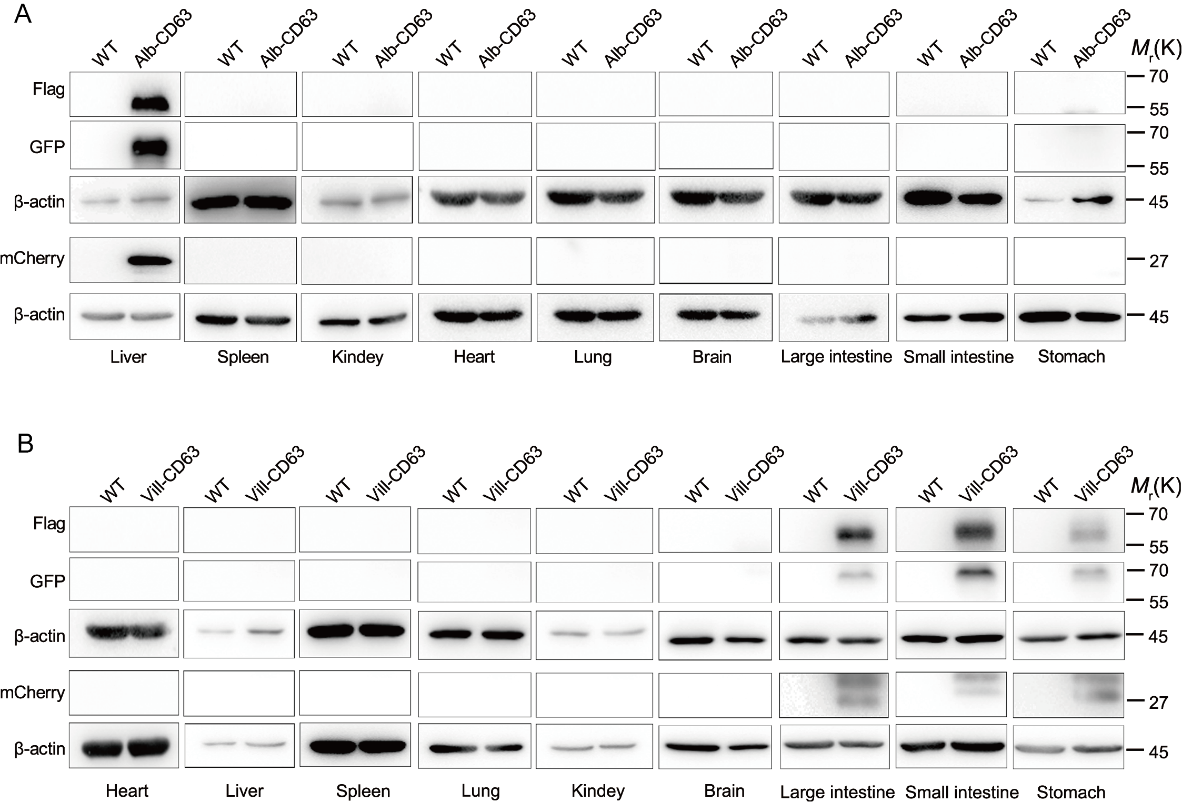 A
WT Alb-CD63 WT Alb-CD63 WT Alb-CD63 WT Alb-CD63 WT Alb-CD63 WT Alb-CD63 WT Alb-CD63 WT Alb-CD63 WT Alb-CD63 Mr(K)
Flag 70
55
GFP 70
55
β-actin 45
mCherry 27
β-actin 45
Liver Spleen Kindey Heart Lung Brain Large intestine Small intestine Stomach
B
WT Vill-CD63 WT Vill-CD63 WT Vill-CD63 WT Vill-CD63 WT Vill-CD63 WT Vill-CD63 WT Vill-CD63 WT Vill-CD63 WT Vill-CD63 Mr(K)
Flag 70
55
GFP 70
55
β-actin 45
mCherry 27
β-actin 45
Heart Liver Spleen Lung Kindey Brain Large intestine Small intestine Stomach